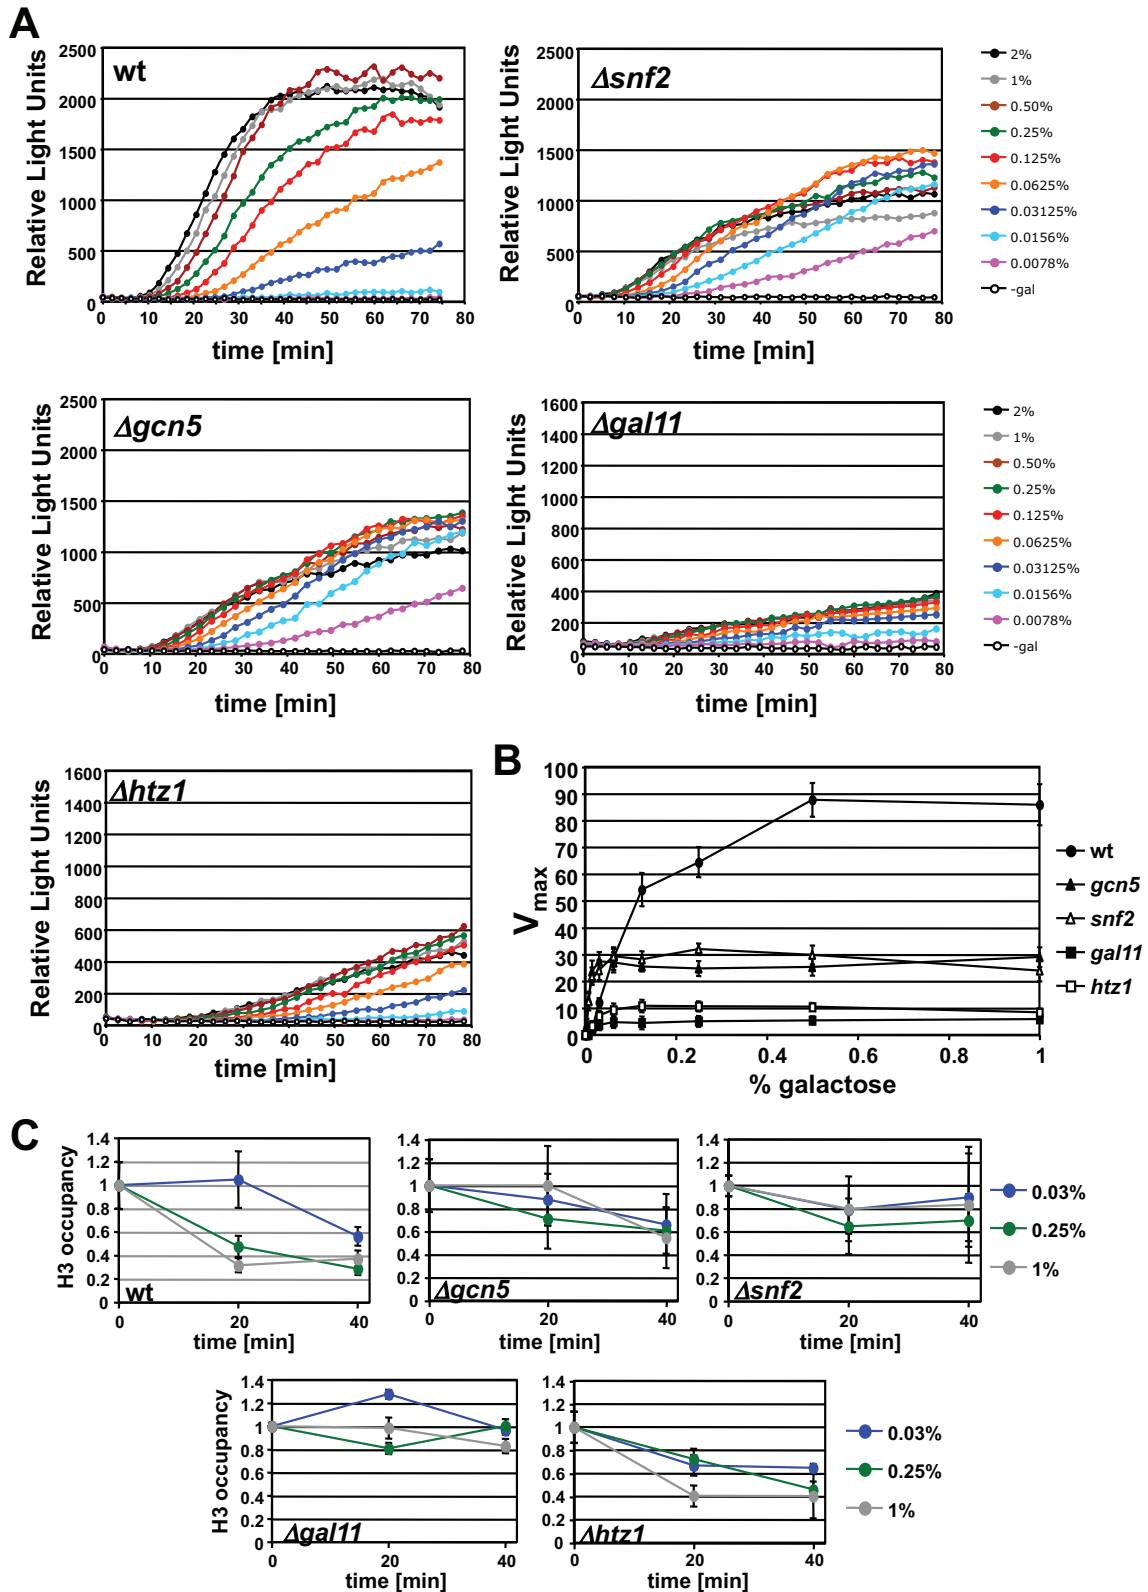 A
wt
Relative Light Units
2500
2000
1500
1000
500
0
0 10 20 30 40 50 60 70 80
time [min]
Δsnf2
Relative Light Units
2500
2000
1500
1000
500
0
0 10 20 30 40 50 60 70 80
time [min]
2%
1%
0.50%
0.25%
0.125%
0.0625%
0.03125%
0.0156%
0.0078%
-gal
Δgcn5
Relative Light Units
2500
2000
1500
1000
500
0
0 10 20 30 40 50 60 70 80
time [min]
Δgal11
Relative Light Units
1600
1400
1200
1000
800
600
400
200
0
0 10 20 30 40 50 60 70 80
time [min]
2%
1%
0.50%
0.25%
0.125%
0.0625%
0.03125%
0.0156%
0.0078%
-gal
Δhtz1
Relative Light Units
1600
1400
1200
1000
800
600
400
200
0
0 10 20 30 40 50 60 70 80
time [min]
B
Vmax
100
90
80
70
60
50
40
30
20
10
0
0 0.2 0.4 0.6 0.8 1
% galactose
wt
gcn5
snf2
gal11
htz1
C
H3 occupancy
1.4
1.2
1
0.8
0.6
0.4
0.2
0
wt
0 20 40
time [min]
1.4
1.2
1
0.8
0.6
0.4
0.2
0
Δgcn5
0 20 40
time [min]
1.4
1.2
1
0.8
0.6
0.4
0.2
0
Δsnf2
0 20 40
time [min]
0.03%
0.25%
1%
H3 occupancy
1.4
1.2
1
0.8
0.6
0.4
0.2
0
Δgal11
0 20 40
time [min]
1.4
1.2
1
0.8
0.6
0.4
0.2
0
Δhtz1
0 20 40
time [min]
0.03%
0.25%
1%